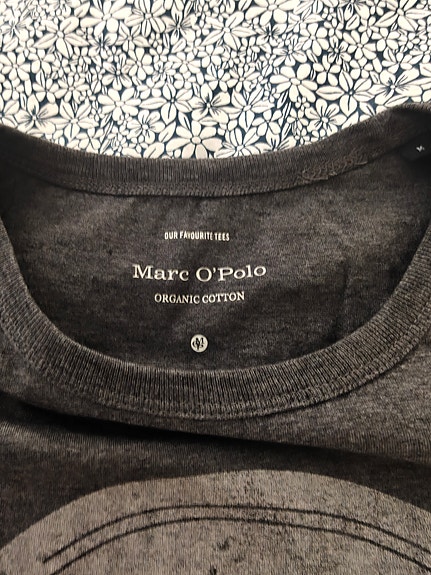 OUR FAVOURITE TEES
Marc O'Polo
ORGANIC COTTON